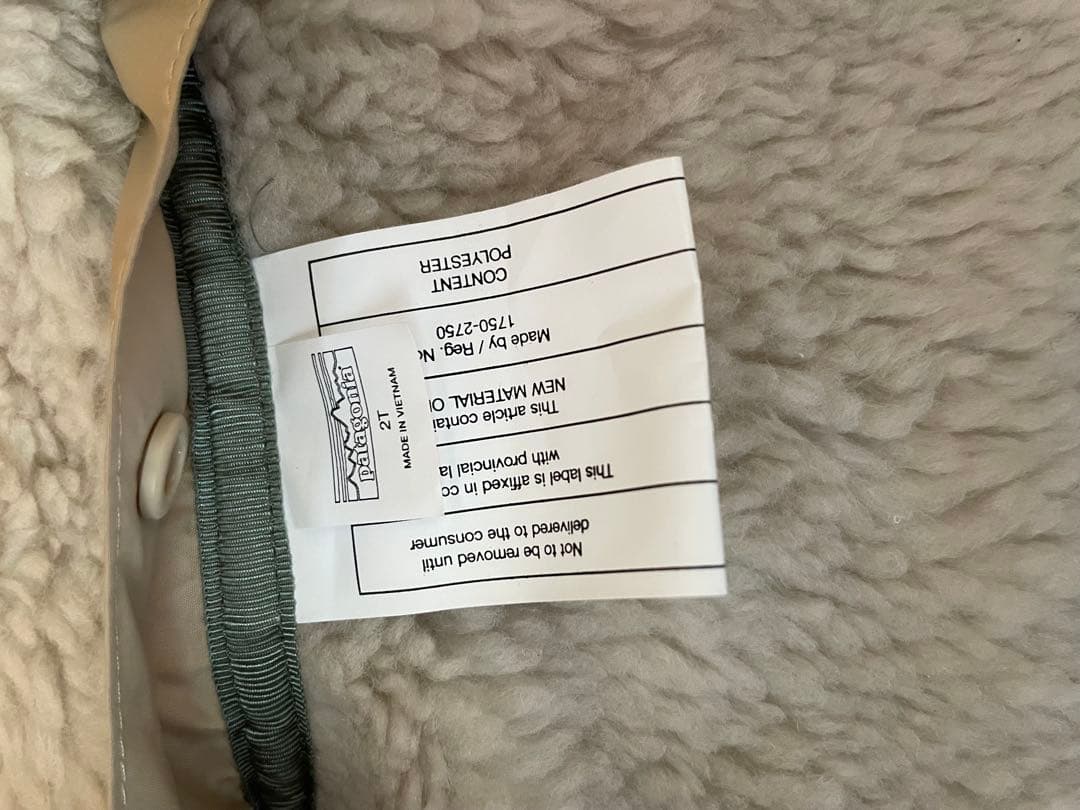 Not to be removed until
delivered to the consumer
This label is affixed in co
with provincial la
This article contai
NEW MATERIAL O
Made by / Reg. No
1750-2750
CONTENT
POLYESTER
patagonia
2T
MADE IN VIETNAM